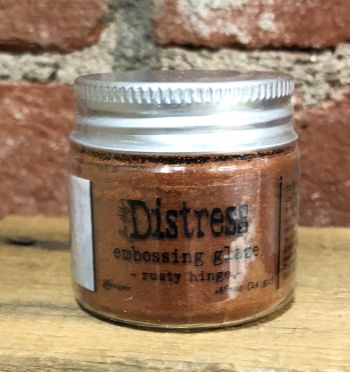 Distress
embossing glaze
- rusty hinge -